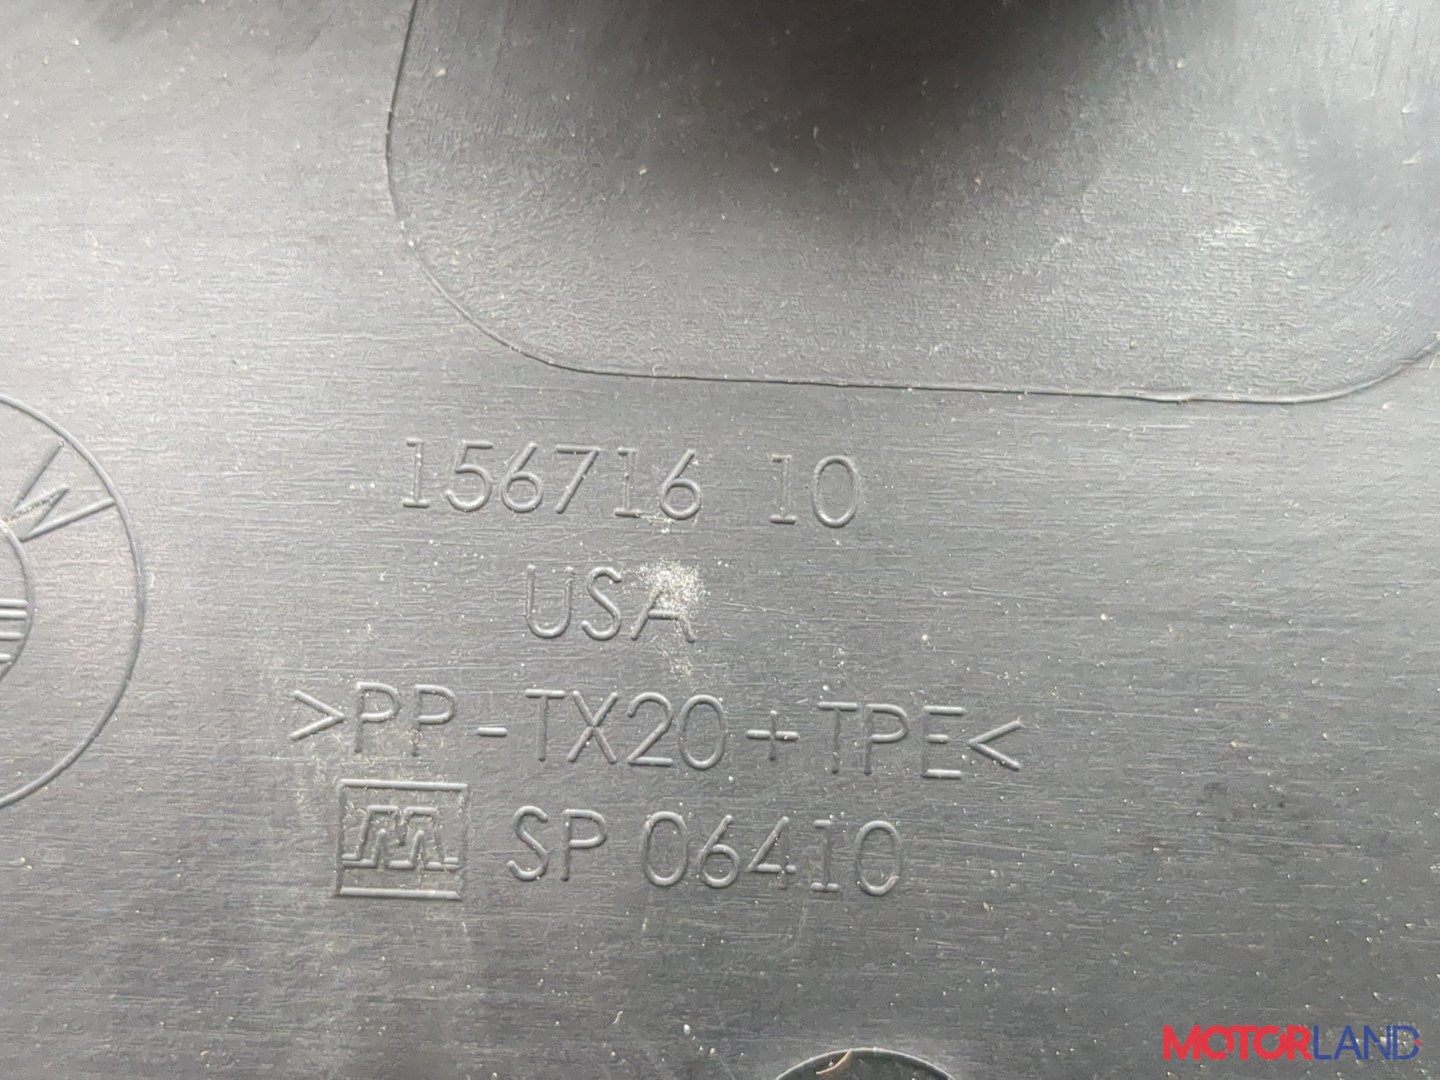 156716 10
USA
>PP-TX20+TPE<
M SP 06410
W
MOTORLAND